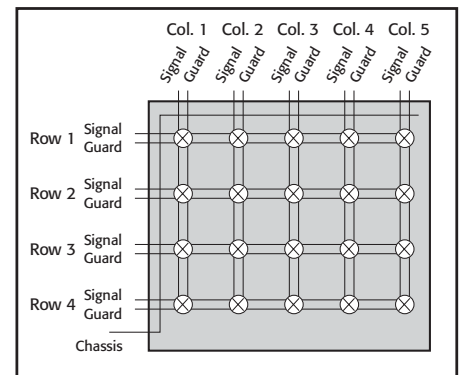 Col. 1 Col. 2 Col. 3 Col. 4 Col. 5
Signal Guard Signal Guard Signal Guard Signal Guard Signal Guard
Row 1 Signal
Guard
Row 2 Signal
Guard
Row 3 Signal
Guard
Row 4 Signal
Guard
Chassis